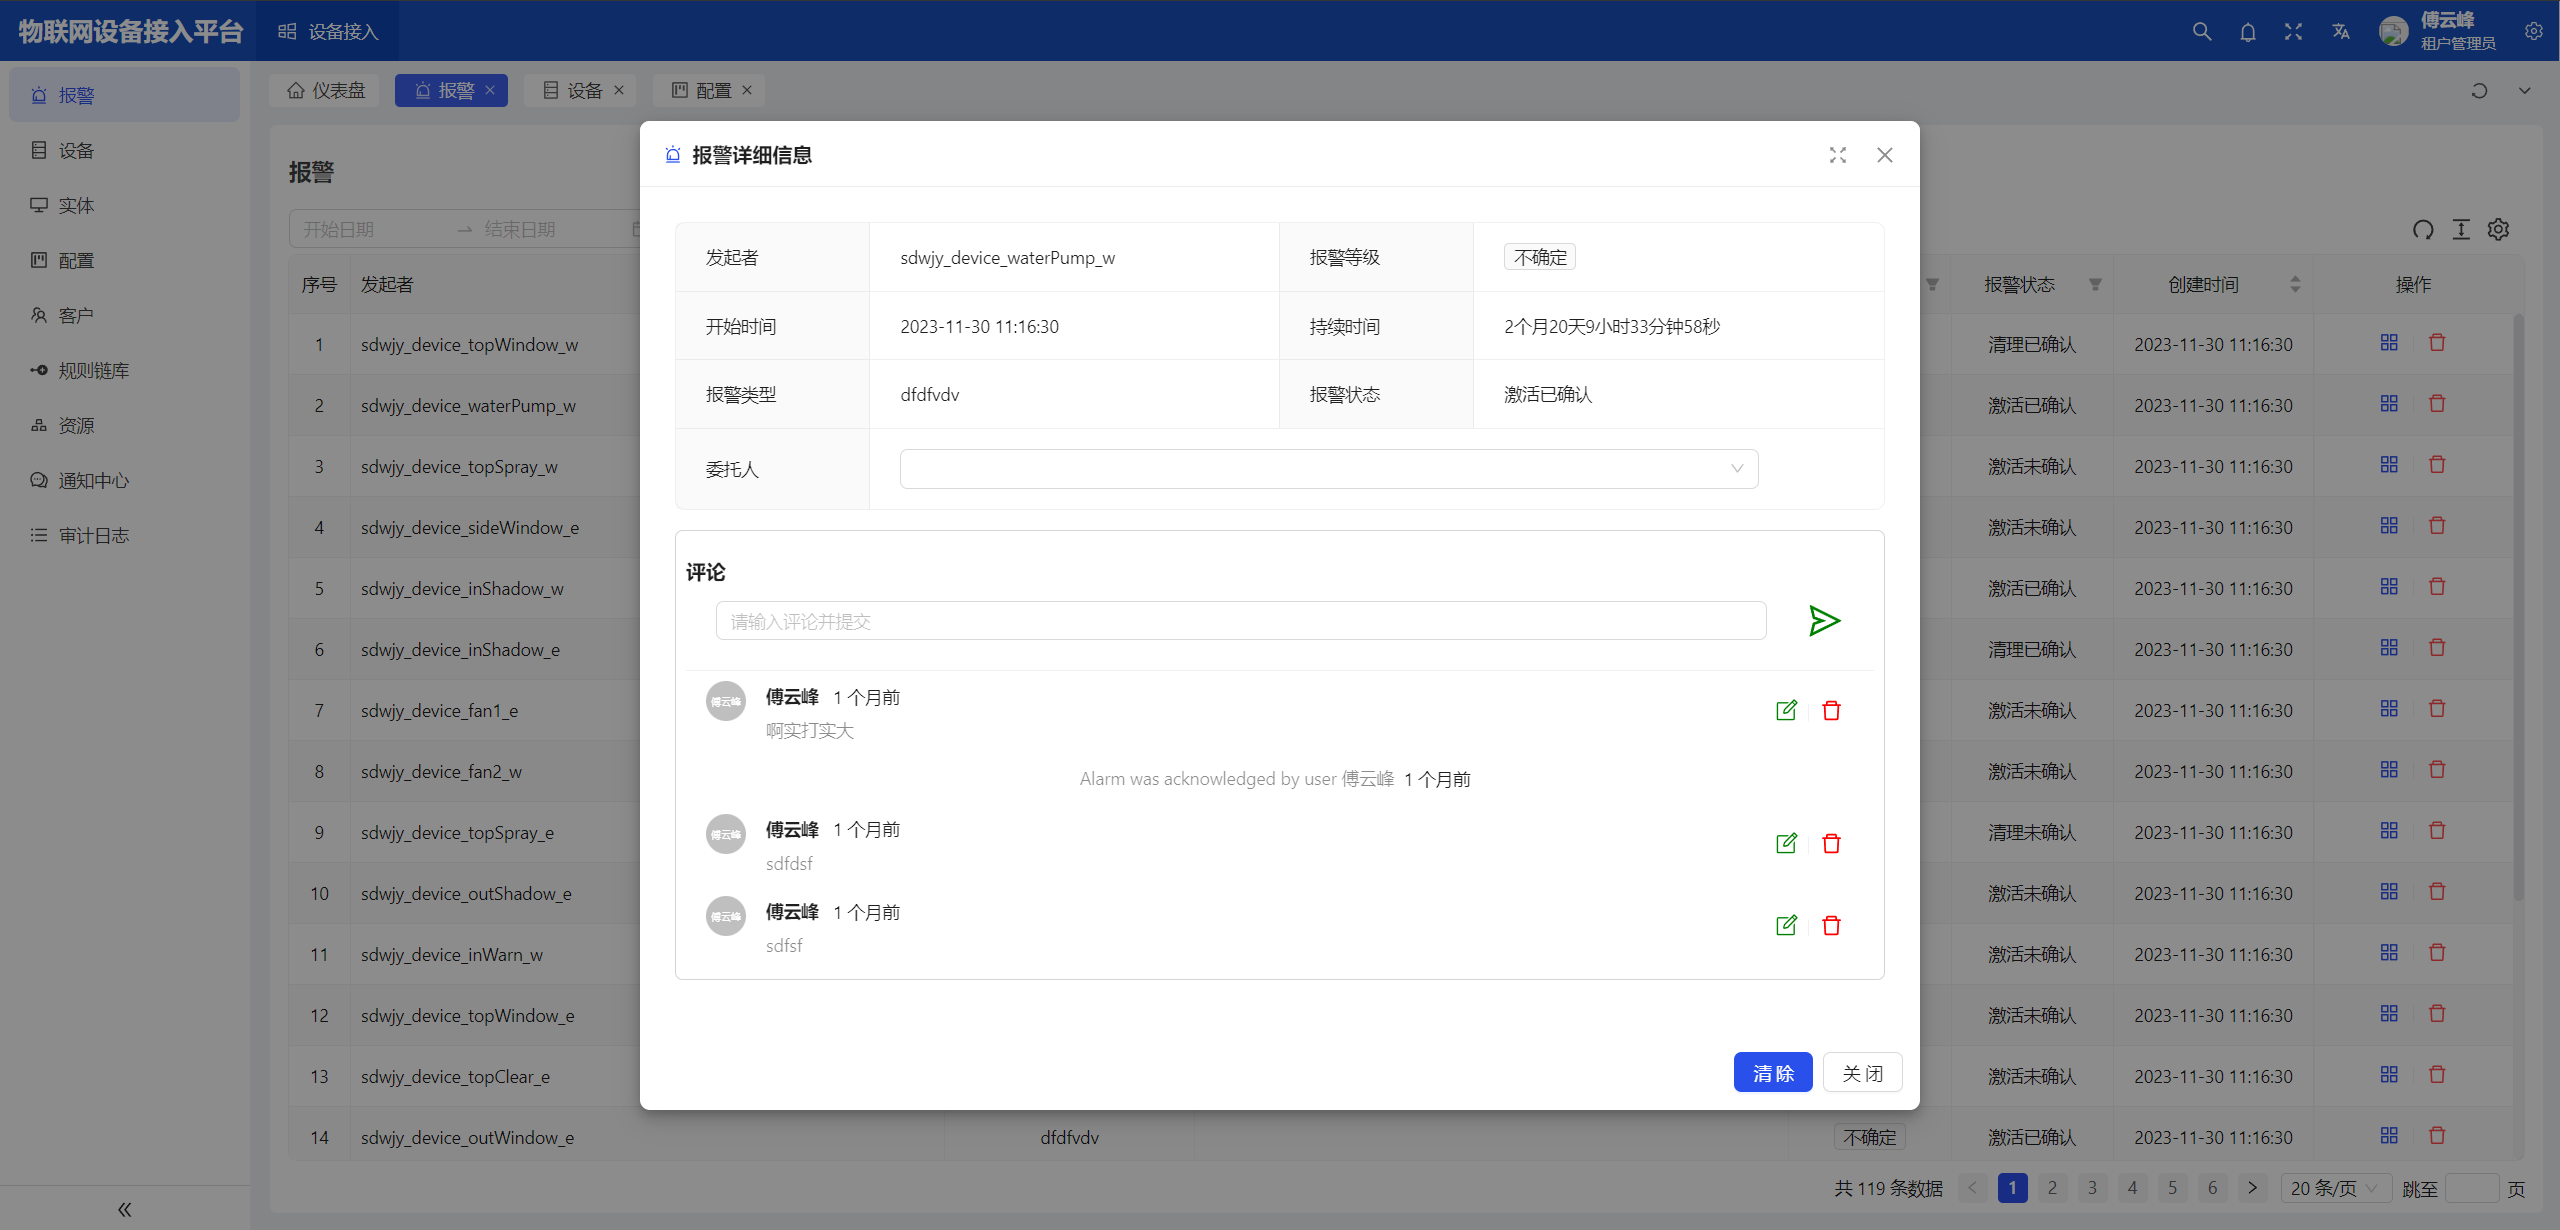 物联网设备接入平台
设备接入
傅云峰
租户管理员
报警
设备
实体
配置
客户
规则链库
资源
通知中心
审计日志
仪表盘
报警
设备
配置
报警
开始日期 → 结束日期
序号 发起者 报警状态 创建时间 操作
1 sdwjy_device_topWindow_w 清理已确认 2023-11-30 11:16:30
2 sdwjy_device_waterPump_w 激活已确认 2023-11-30 11:16:30
3 sdwjy_device_topSpray_w 激活未确认 2023-11-30 11:16:30
4 sdwjy_device_sideWindow_e 激活未确认 2023-11-30 11:16:30
5 sdwjy_device_inShadow_w 激活已确认 2023-11-30 11:16:30
6 sdwjy_device_inShadow_e 清理已确认 2023-11-30 11:16:30
7 sdwjy_device_fan1_e 激活未确认 2023-11-30 11:16:30
8 sdwjy_device_fan2_w 激活未确认 2023-11-30 11:16:30
9 sdwjy_device_topSpray_e 清理未确认 2023-11-30 11:16:30
10 sdwjy_device_outShadow_e 激活未确认 2023-11-30 11:16:30
11 sdwjy_device_inWarn_w 激活未确认 2023-11-30 11:16:30
12 sdwjy_device_topWindow_e 激活未确认 2023-11-30 11:16:30
13 sdwjy_device_topClear_e 激活未确认 2023-11-30 11:16:30
14 sdwjy_device_outWindow_e dfdfvdv 不确定 激活已确认 2023-11-30 11:16:30
共 119 条数据 1 2 3 4 5 6 20 条/页 跳至 页
报警详细信息
发起者 sdwjy_device_waterPump_w 报警等级 不确定
开始时间 2023-11-30 11:16:30 持续时间 2个月20天9小时33分钟58秒
报警类型 dfdfvdv 报警状态 激活已确认
委托人
评论
请输入评论并提交
傅云峰 傅云峰 1 个月前
啊实打实大
Alarm was acknowledged by user 傅云峰 1 个月前
傅云峰 傅云峰 1 个月前
sdfdsf
傅云峰 傅云峰 1 个月前
sdfsf
清 除 关 闭